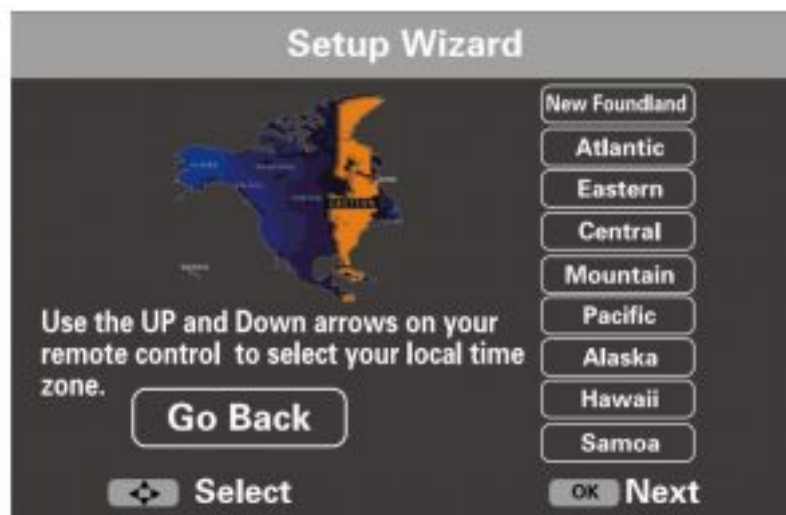 Setup Wizard
New Foundland
Atlantic
Eastern
Central
Mountain
Pacific
Alaska
Hawaii
Samoa
EASTERN
Use the UP and Down arrows on your
remote control to select your local time
zone.
Go Back
Select
OK Next